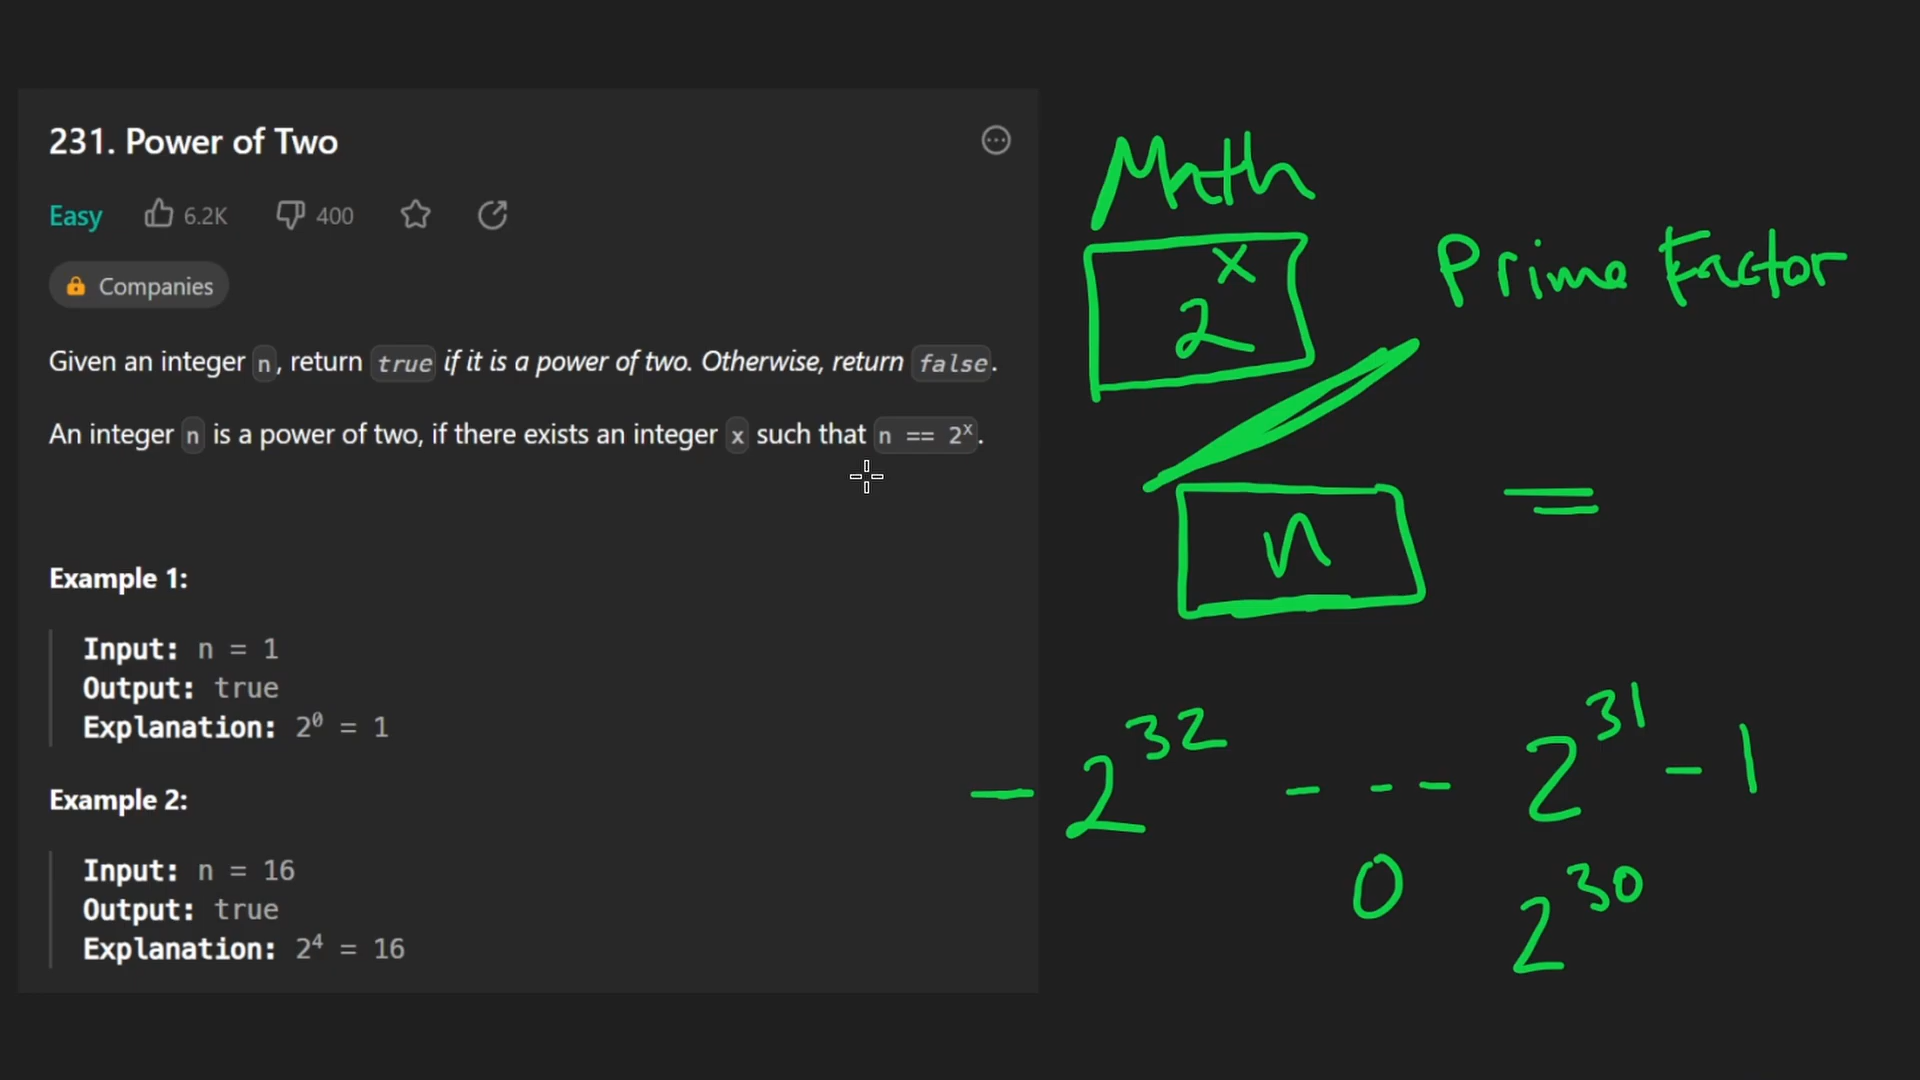 231. Power of Two
Easy 6.2K 400
Companies
Given an integer n, return true if it is a power of two. Otherwise, return false.
An integer n is a power of two, if there exists an integer x such that n == 2ˣ.
Example 1:
Input: n = 1
Output: true
Explanation: 2⁰ = 1
Example 2:
Input: n = 16
Output: true
Explanation: 2⁴ = 16
Math
2ˣ
Prime Factor
n =
- 2³² - - - 2³¹ - 1
0 2³⁰